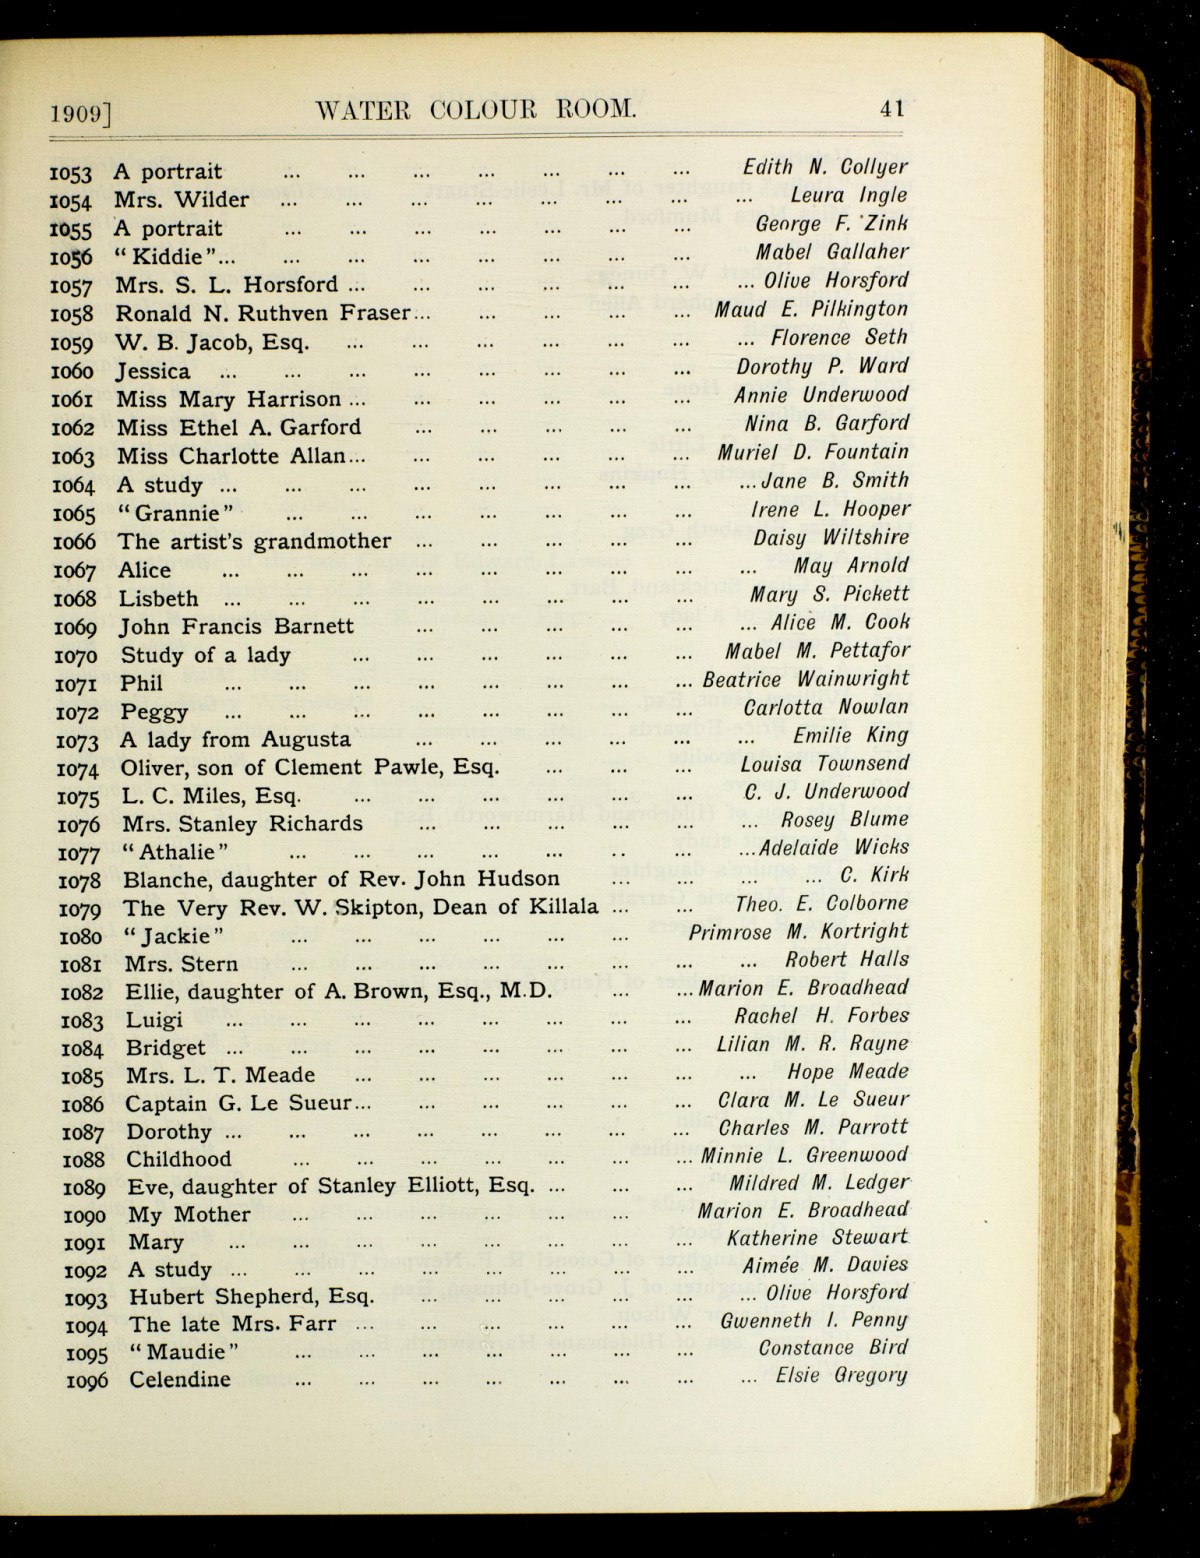 1909] WATER COLOUR ROOM. 41
1053 A portrait ... ... ... ... ... ... ... Edith N. Collyer
1054 Mrs. Wilder ... ... ... ... ... ... ... ... Leura Ingle
1055 A portrait ... ... ... ... ... ... ... George F. Zink
1056 “Kiddie”... ... ... ... ... ... ... ... Mabel Gallaher
1057 Mrs. S. L. Horsford ... ... ... ... ... ... ... Olive Horsford
1058 Ronald N. Ruthven Fraser... ... ... ... ... Maud E. Pilkington
1059 W. B. Jacob, Esq. ... ... ... ... ... ... ... Florence Seth
1060 Jessica ... ... ... ... ... ... ... ... Dorothy P. Ward
1061 Miss Mary Harrison ... ... ... ... ... ... Annie Underwood
1062 Miss Ethel A. Garford ... ... ... ... ... Nina B. Garford
1063 Miss Charlotte Allan... ... ... ... ... ... Muriel D. Fountain
1064 A study ... ... ... ... ... ... ... ... ... Jane B. Smith
1065 “Grannie” ... ... ... ... ... ... ... Irene L. Hooper
1066 The artist's grandmother ... ... ... ... ... Daisy Wiltshire
1067 Alice ... ... ... ... ... ... ... ... ... May Arnold
1068 Lisbeth ... ... ... ... ... ... ... ... Mary S. Pickett
1069 John Francis Barnett ... ... ... ... ... ... Alice M. Cook
1070 Study of a lady ... ... ... ... ... ... Mabel M. Pettafor
1071 Phil ... ... ... ... ... ... ... ... Beatrice Wainwright
1072 Peggy ... ... ... ... ... ... ... ... Carlotta Nowlan
1073 A lady from Augusta ... ... ... ... ... ... Emilie King
1074 Oliver, son of Clement Pawle, Esq. ... ... ... Louisa Townsend
1075 L. C. Miles, Esq. ... ... ... ... ... ... C. J. Underwood
1076 Mrs. Stanley Richards ... ... ... ... ... ... Rosey Blume
1077 “Athalie” ... ... ... ... ... .. ... ... Adelaide Wicks
1078 Blanche, daughter of Rev. John Hudson ... ... ... ... C. Kirk
1079 The Very Rev. W. Skipton, Dean of Killala ... ... Theo. E. Colborne
1080 “Jackie” ... ... ... ... ... ... Primrose M. Kortright
1081 Mrs. Stern ... ... ... ... ... ... ... ... Robert Halls
1082 Ellie, daughter of A. Brown, Esq., M.D. ... ... Marion E. Broadhead
1083 Luigi ... ... ... ... ... ... ... ... Rachel H. Forbes
1084 Bridget ... ... ... ... ... ... ... ... Lilian M. R. Rayne
1085 Mrs. L. T. Meade ... ... ... ... ... ... ... Hope Meade
1086 Captain G. Le Sueur... ... ... ... ... ... Clara M. Le Sueur
1087 Dorothy ... ... ... ... ... ... ... ... Charles M. Parrott
1088 Childhood ... ... ... ... ... ... ... Minnie L. Greenwood
1089 Eve, daughter of Stanley Elliott, Esq. ... ... ... Mildred M. Ledger
1090 My Mother ... ... ... ... ... ... Marion E. Broadhead
1091 Mary ... ... ... ... ... ... ... ... Katherine Stewart
1092 A study ... ... ... ... ... ... ... ... Aimée M. Davies
1093 Hubert Shepherd, Esq. ... ... ... ... ... ... Olive Horsford
1094 The late Mrs. Farr ... ... ... ... ... ... Gwenneth I. Penny
1095 “Maudie” ... ... ... ... ... ... ... Constance Bird
1096 Celendine ... ... ... ... ... ... ... ... Elsie Gregory